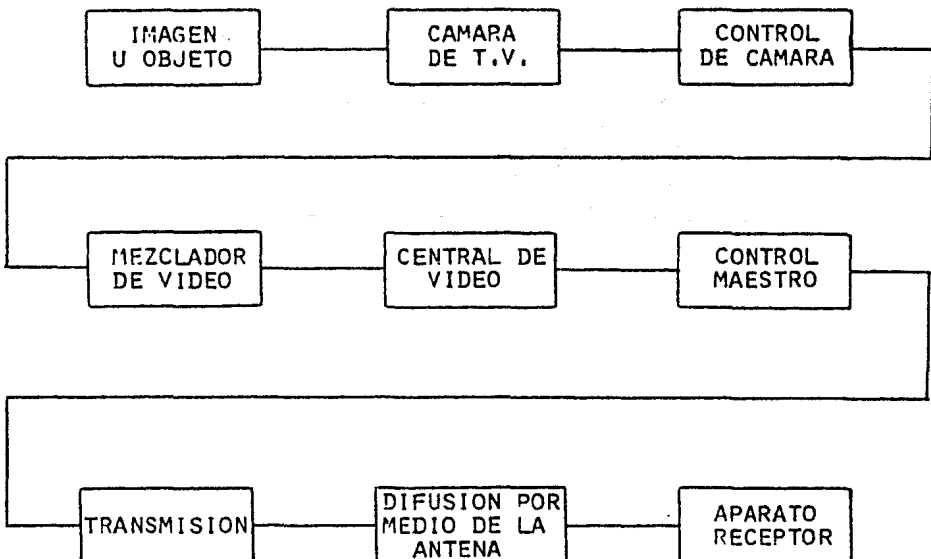 IMAGEN
U OBJETO
CAMARA
DE T.V.
CONTROL
DE CAMARA
MEZCLADOR
DE VIDEO
CENTRAL DE
VIDEO
CONTROL
MAESTRO
TRANSMISION
DIFUSION POR
MEDIO DE LA
ANTENA
APARATO
RECEPTOR